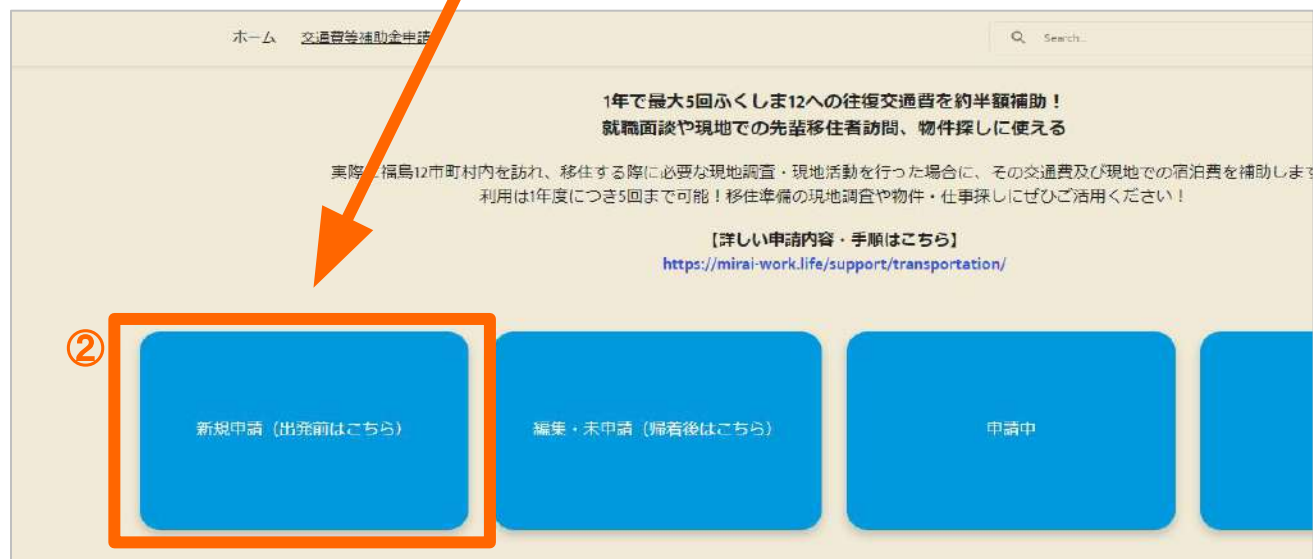 ホーム 交通費等補助金申請
Search...
1年で最大5回ふくしま12への往復交通費を約半額補助！
就職面談や現地での先輩移住者訪問、物件探しに使える
実際に福島12市町村内を訪れ、移住する際に必要な現地調査・現地活動を行った場合に、その交通費及び現地での宿泊費を補助します
利用は1年度につき5回まで可能！移住準備の現地調査や物件・仕事探しにぜひご活用ください！
【詳しい申請内容・手順はこちら】
https://mirai-work.life/support/transportation/
②
新規申請（出発前はこちら）
編集・未申請（帰着後はこちら）
申請中